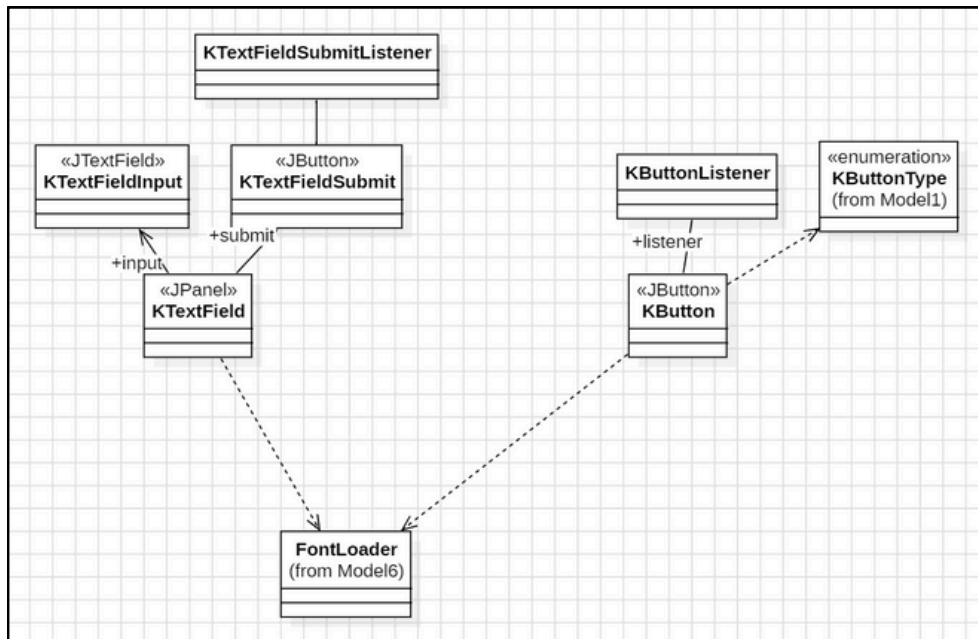 KTextFieldSubmitListener
«JTextField»
KTextFieldInput
«JButton»
KTextFieldSubmit
KButtonListener
«enumeration»
KButtonType
(from Model1)
+submit
+input
+listener
«JPanel»
KTextField
«JButton»
KButton
FontLoader
(from Model6)